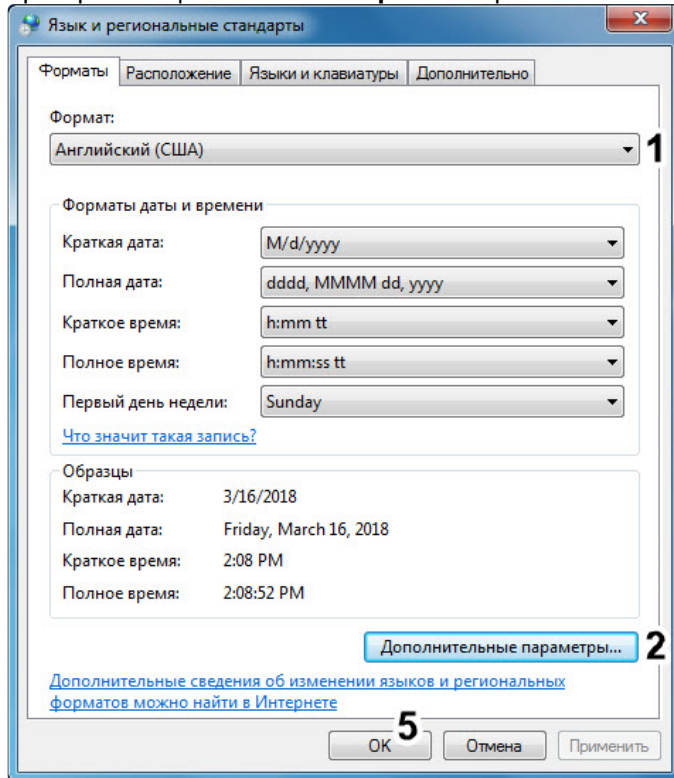 Язык и региональные стандарты
Форматы Расположение Языки и клавиатуры Дополнительно
Формат:
Английский (США) 1
Форматы даты и времени
Краткая дата: M/d/yyyy
Полная дата: dddd, MMMM dd, yyyy
Краткое время: h:mm tt
Полное время: h:mm:ss tt
Первый день недели: Sunday
Что значит такая запись?
Образцы
Краткая дата: 3/16/2018
Полная дата: Friday, March 16, 2018
Краткое время: 2:08 PM
Полное время: 2:08:52 PM
Дополнительные параметры... 2
Дополнительные сведения об изменении языков и региональных
форматов можно найти в Интернете
5
ОК Отмена Применить